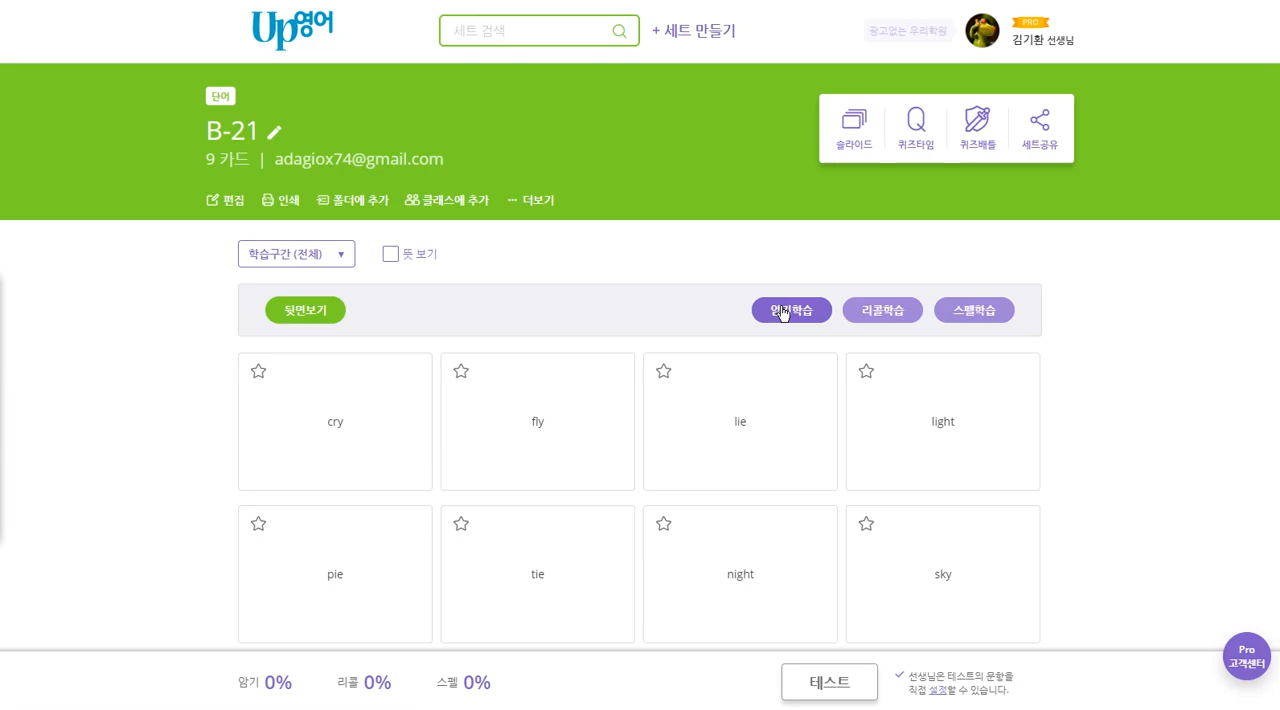 Up영어
세트 검색
+ 세트 만들기
광고없는 우리학원
PRO
김기환 선생님
단어
B-21
9 카드 | adagiox74@gmail.com
편집
인쇄
폴더에 추가
클래스에 추가
··· 더보기
슬라이드
퀴즈타임
퀴즈배틀
세트공유
학습구간 (전체) ▼
뜻 보기
뒷면보기
암기학습
리콜학습
스펠학습
cry
fly
lie
light
pie
tie
night
sky
암기 0%
리콜 0%
스펠 0%
테스트
선생님은 테스트의 문항을
직접 설정할 수 있습니다.
Pro
고객센터